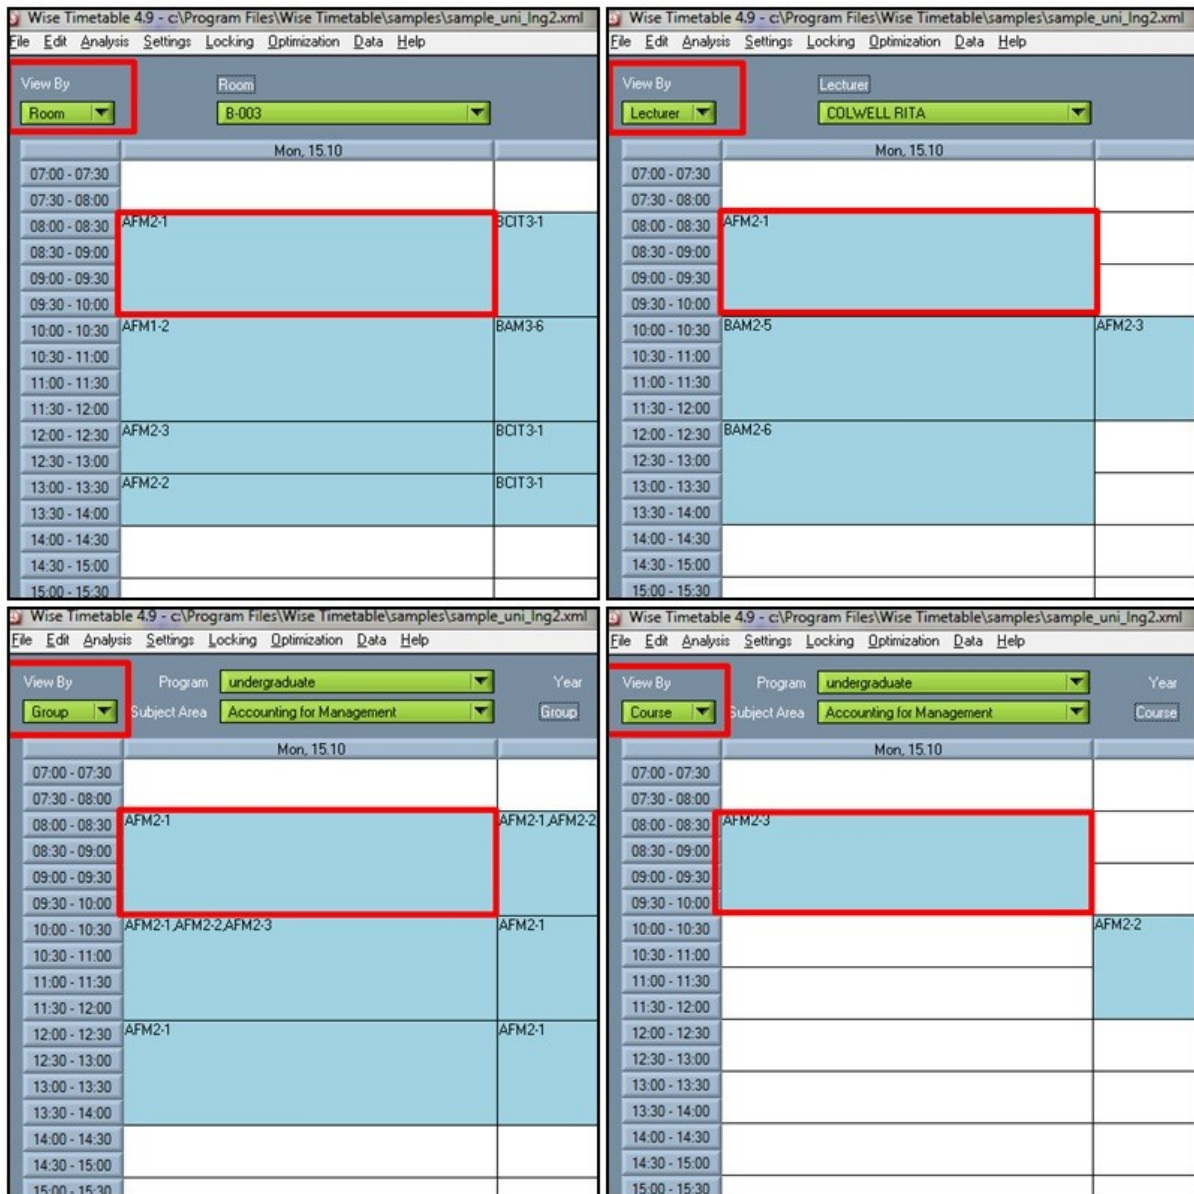 Wise Timetable 4.9 - c:\Program Files\Wise Timetable\samples\sample_uni_lng2.xml
File Edit Analysis Settings Locking Optimization Data Help
View By Room
Room B-003
Mon, 15.10
07:00 - 07:30
07:30 - 08:00
08:00 - 08:30 AFM2-1 BCIT3-1
08:30 - 09:00
09:00 - 09:30
09:30 - 10:00
10:00 - 10:30 AFM1-2 BAM3-6
10:30 - 11:00
11:00 - 11:30
11:30 - 12:00
12:00 - 12:30 AFM2-3 BCIT3-1
12:30 - 13:00
13:00 - 13:30 AFM2-2 BCIT3-1
13:30 - 14:00
14:00 - 14:30
14:30 - 15:00
15:00 - 15:30
Wise Timetable 4.9 - c:\Program Files\Wise Timetable\samples\sample_uni_lng2.xml
File Edit Analysis Settings Locking Optimization Data Help
View By Lecturer
Lecturer COLWELL RITA
Mon, 15.10
07:00 - 07:30
07:30 - 08:00
08:00 - 08:30 AFM2-1
08:30 - 09:00
09:00 - 09:30
09:30 - 10:00
10:00 - 10:30 BAM2-5 AFM2-3
10:30 - 11:00
11:00 - 11:30
11:30 - 12:00
12:00 - 12:30 BAM2-6
12:30 - 13:00
13:00 - 13:30
13:30 - 14:00
14:00 - 14:30
14:30 - 15:00
15:00 - 15:30
Wise Timetable 4.9 - c:\Program Files\Wise Timetable\samples\sample_uni_lng2.xml
File Edit Analysis Settings Locking Optimization Data Help
View By Program undergraduate Year
Group Subject Area Accounting for Management Group
Mon, 15.10
07:00 - 07:30
07:30 - 08:00
08:00 - 08:30 AFM2-1 AFM2-1,AFM2-2
08:30 - 09:00
09:00 - 09:30
09:30 - 10:00
10:00 - 10:30 AFM2-1,AFM2-2,AFM2-3 AFM2-1
10:30 - 11:00
11:00 - 11:30
11:30 - 12:00
12:00 - 12:30 AFM2-1 AFM2-1
12:30 - 13:00
13:00 - 13:30
13:30 - 14:00
14:00 - 14:30
14:30 - 15:00
15:00 - 15:30
Wise Timetable 4.9 - c:\Program Files\Wise Timetable\samples\sample_uni_lng2.xml
File Edit Analysis Settings Locking Optimization Data Help
View By Program undergraduate Year
Course Subject Area Accounting for Management Course
Mon, 15.10
07:00 - 07:30
07:30 - 08:00
08:00 - 08:30 AFM2-3
08:30 - 09:00
09:00 - 09:30
09:30 - 10:00
10:00 - 10:30 AFM2-2
10:30 - 11:00
11:00 - 11:30
11:30 - 12:00
12:00 - 12:30
12:30 - 13:00
13:00 - 13:30
13:30 - 14:00
14:00 - 14:30
14:30 - 15:00
15:00 - 15:30